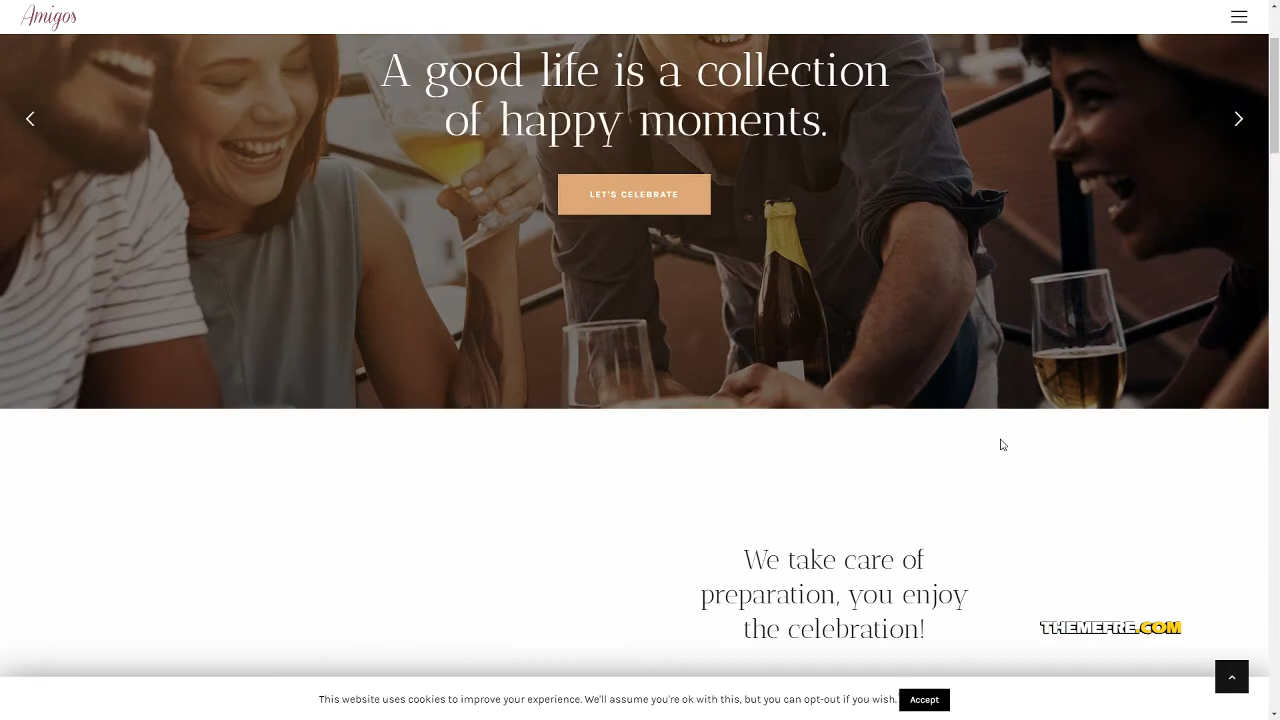 Amigos
A good life is a collection
of happy moments.
LET'S CELEBRATE
We take care of
preparation, you enjoy
the celebration!
THEMEFRE.COM
This website uses cookies to improve your experience. We'll assume you're ok with this, but you can opt-out if you wish.
Accept